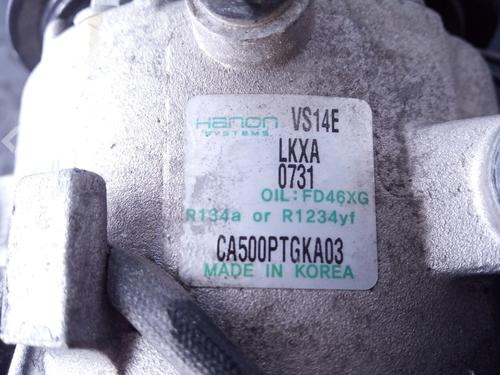 Hanon VS14E
SYSTEMS
LKXA
0731
OIL:FD46XG
R134a or R1234yf
CA500PTGKA03
MADE IN KOREA